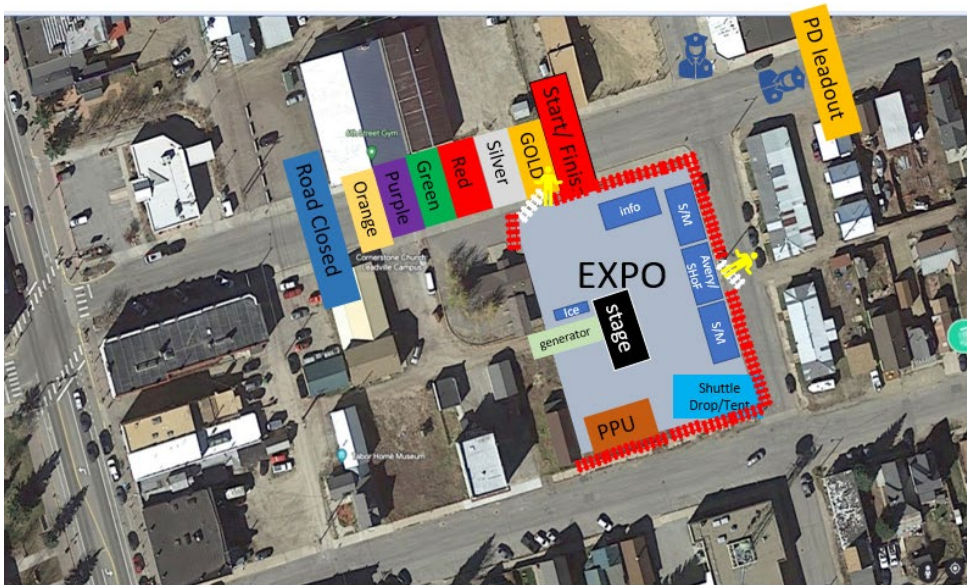 PD leadout
Start/ Finis
GOLD
Silver
Red
Green
Purple
Orange
Road Closed
6th Street Gym
Cornerstone Church
Leadville Campus
info
S/M
Avery/
SHoF
S/M
EXPO
Ice
stage
generator
Shuttle
Drop/Tent
PPU
Tabor Home Museum